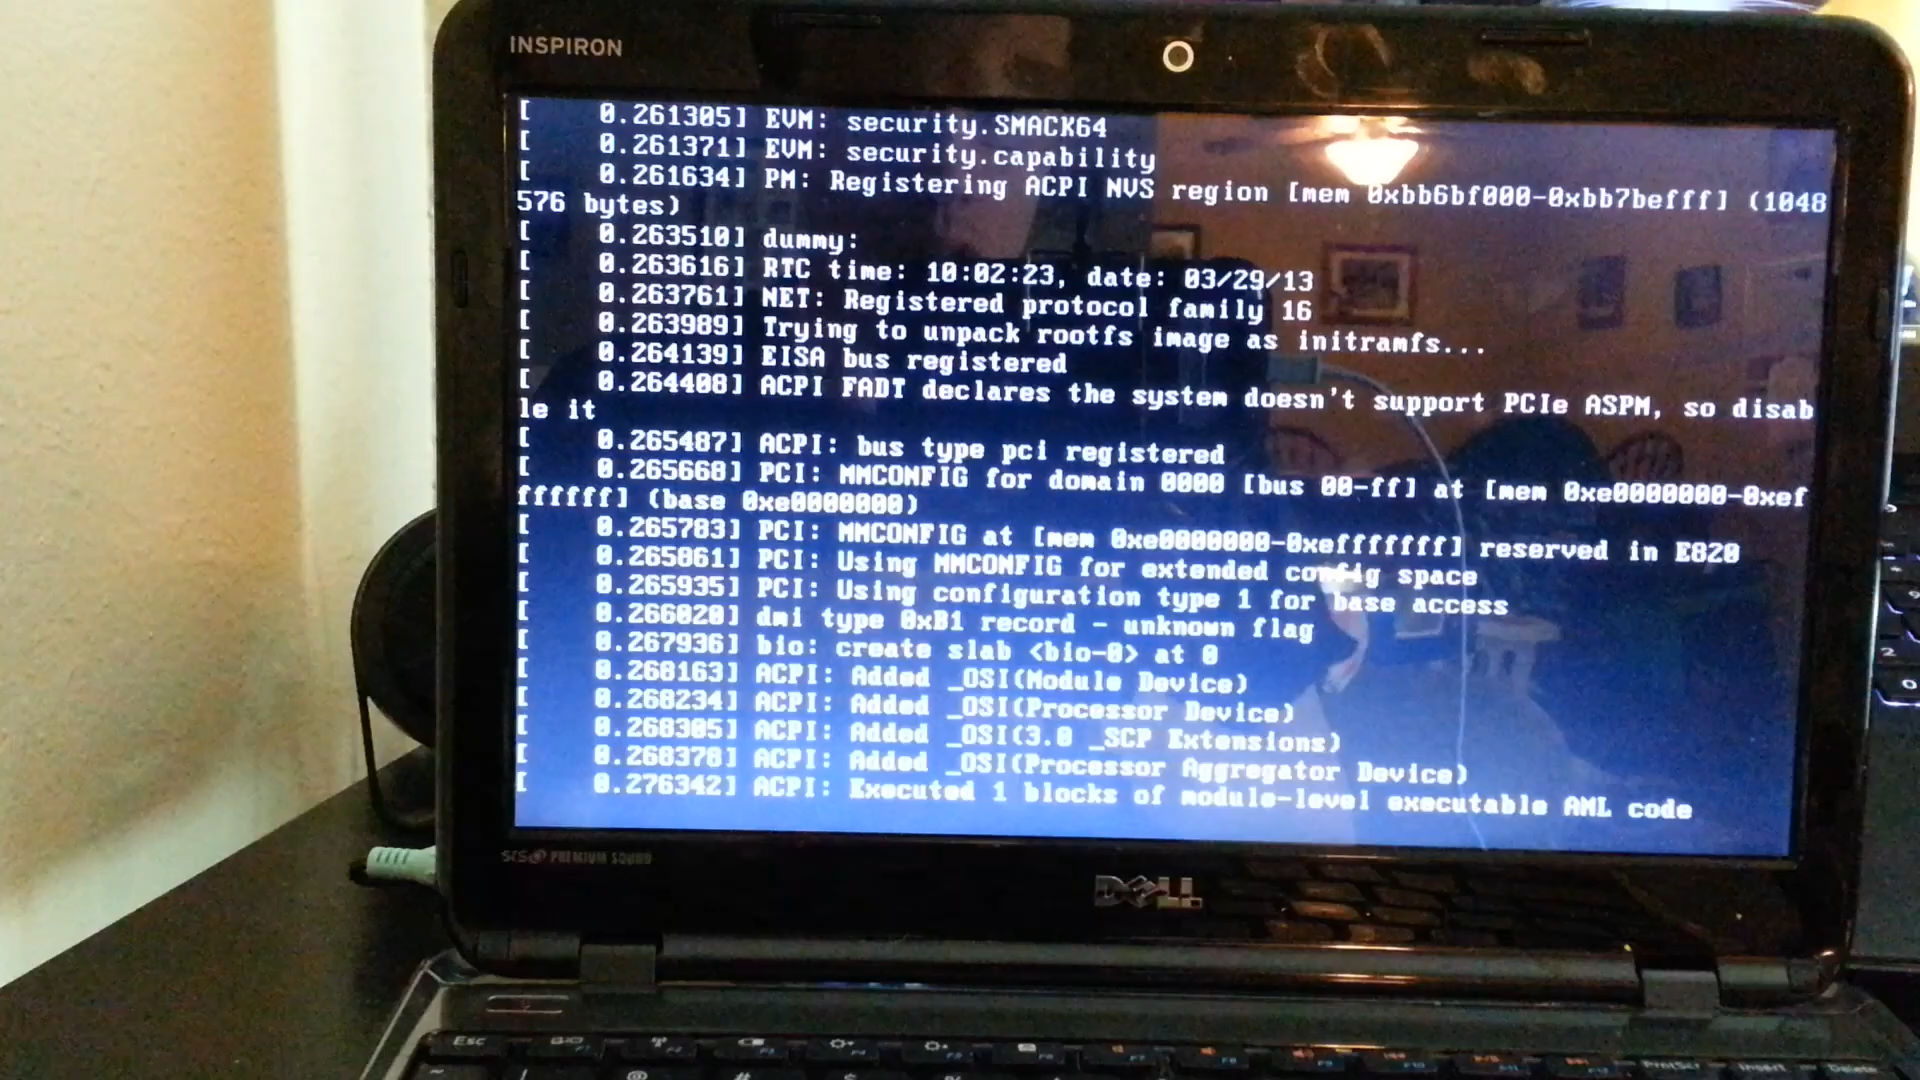 INSPIRON
[    0.261305] EVM: security.SMACK64
[    0.261371] EVM: security.capability
[    0.261634] PM: Registering ACPI NVS region [mem 0xbb6bf000-0xbb7befff] (1048
576 bytes)
[    0.263510] dummy:
[    0.263616] RTC time: 10:02:23, date: 03/29/13
[    0.263761] NET: Registered protocol family 16
[    0.263989] Trying to unpack rootfs image as initramfs...
[    0.264139] EISA bus registered
[    0.264408] ACPI FADT declares the system doesn't support PCIe ASPM, so disab
le it
[    0.265487] ACPI: bus type pci registered
[    0.265668] PCI: MMCONFIG for domain 0000 [bus 00-ff] at [mem 0xe0000000-0xef
ffffff] (base 0xe0000000)
[    0.265783] PCI: MMCONFIG at [mem 0xe0000000-0xefffffff] reserved in E820
[    0.265861] PCI: Using MMCONFIG for extended config space
[    0.265935] PCI: Using configuration type 1 for base access
[    0.266028] dmi type 0xB1 record - unknown flag
[    0.267936] bio: create slab <bio-0> at 0
[    0.268163] ACPI: Added _OSI(Module Device)
[    0.268234] ACPI: Added _OSI(Processor Device)
[    0.268305] ACPI: Added _OSI(3.0 _SCP Extensions)
[    0.268378] ACPI: Added _OSI(Processor Aggregator Device)
[    0.276342] ACPI: Executed 1 blocks of module-level executable AML code
SRS PREMIUM SOUND
DELL
Esc
PrntScr Insert Delete